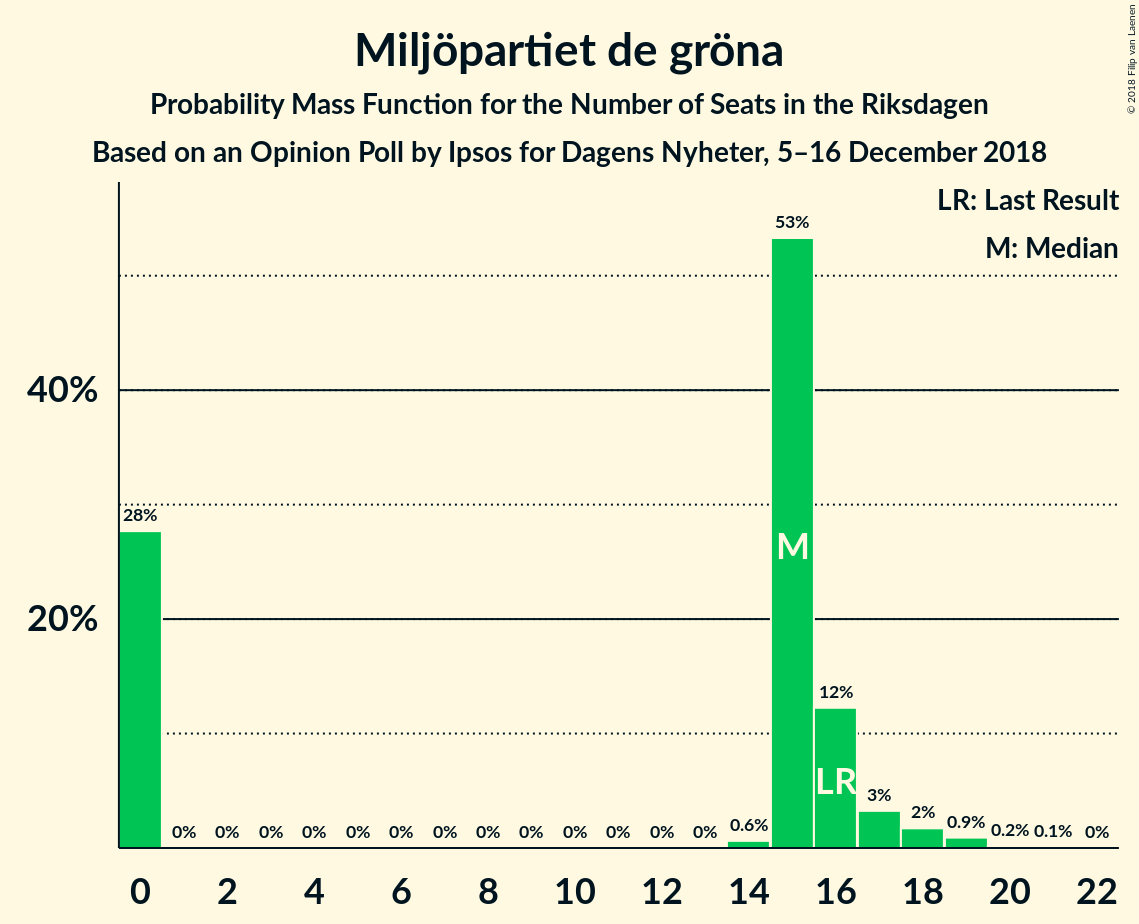 Miljöpartiet de gröna
Probability Mass Function for the Number of Seats in the Riksdagen
Based on an Opinion Poll by Ipsos for Dagens Nyheter, 5–16 December 2018
© 2018 Filip van Laenen
LR: Last Result
M: Median
53%
40%
28%
M
20%
12%
LR
3%
2%
0% 0% 0% 0% 0% 0% 0% 0% 0% 0% 0% 0% 0% 0.6% 0.9% 0.2% 0.1% 0%
0 2 4 6 8 10 12 14 16 18 20 22